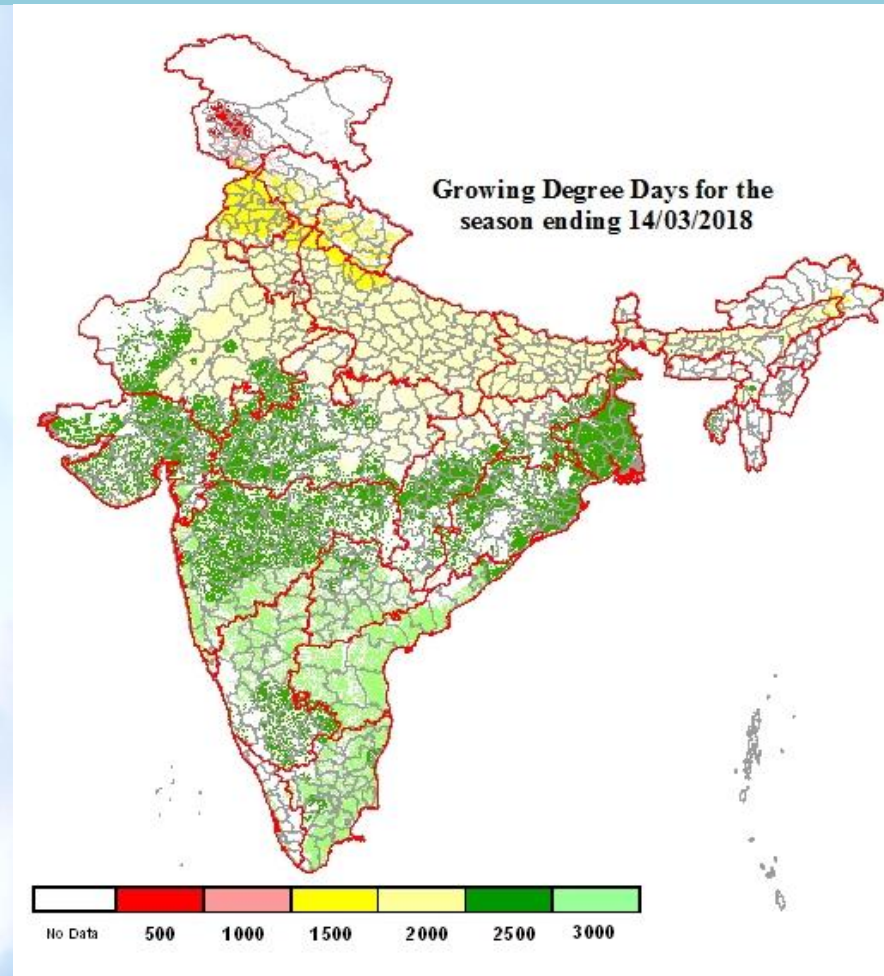 Growing Degree Days for the
season ending 14/03/2018
No Data 500 1000 1500 2000 2500 3000